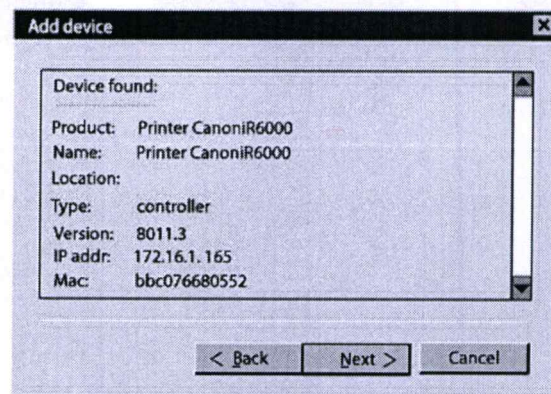 Add device
Device found:
Product: Printer CanoniR6000
Name: Printer CanoniR6000
Location:
Type: controller
Version: 8011.3
IP addr: 172.16.1.165
Mac: bbc076680552
< Back Next > Cancel